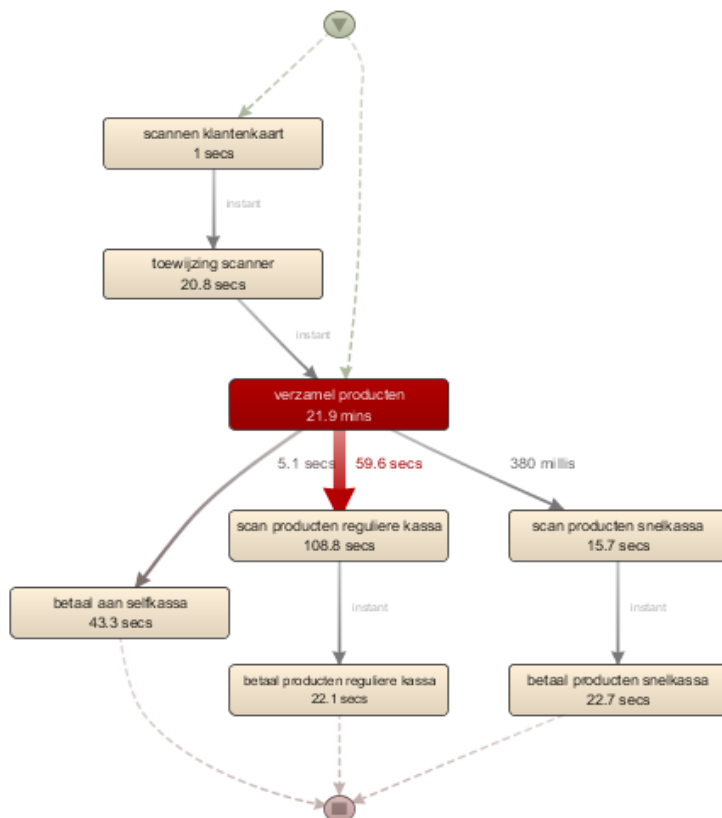 scannen klantenkaart
1 secs
instant
toewijzing scanner
20.8 secs
instant
verzamel producten
21.9 mins
5.1 secs
59.6 secs
380 millis
scan producten reguliere kassa
108.8 secs
scan producten snelkassa
15.7 secs
betaal aan selfkassa
43.3 secs
instant
instant
betaal producten reguliere kassa
22.1 secs
betaal producten snelkassa
22.7 secs